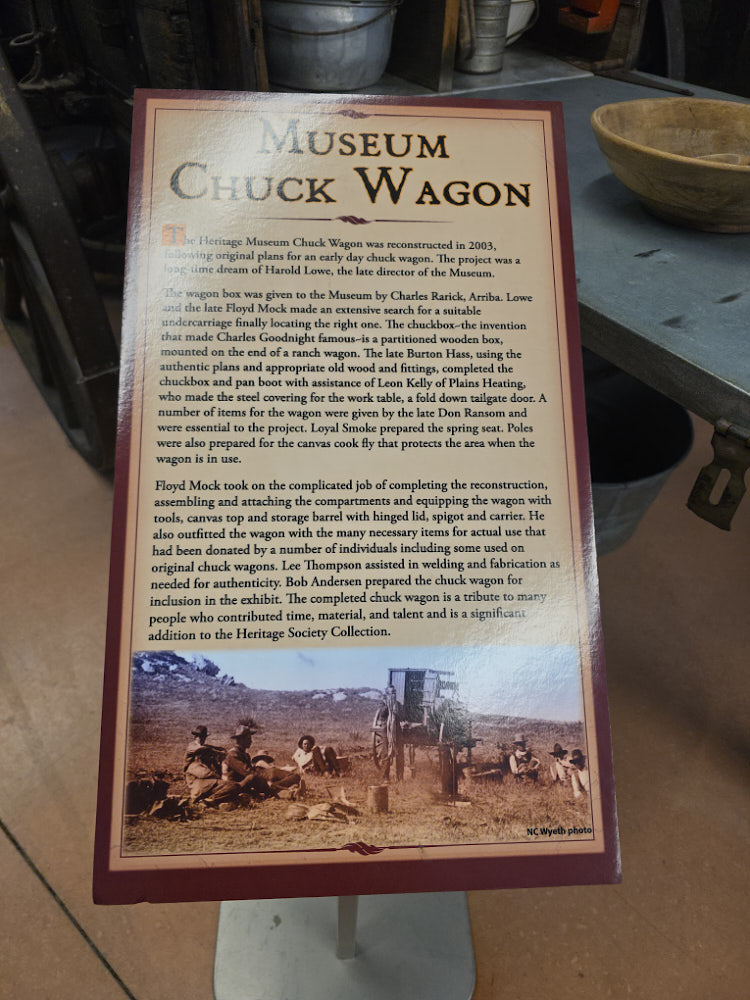 MUSEUM
CHUCK WAGON
The Heritage Museum Chuck Wagon was reconstructed in 2003,
following original plans for an early day chuck wagon. The project was a
long-time dream of Harold Lowe, the late director of the Museum.
The wagon box was given to the Museum by Charles Rarick, Arriba. Lowe
and the late Floyd Mock made an extensive search for a suitable
undercarriage finally locating the right one. The chuckbox–the invention
that made Charles Goodnight famous–is a partitioned wooden box,
mounted on the end of a ranch wagon. The late Burton Hass, using the
authentic plans and appropriate old wood and fittings, completed the
chuckbox and pan boot with assistance of Leon Kelly of Plains Heating,
who made the steel covering for the work table, a fold down tailgate door. A
number of items for the wagon were given by the late Don Ransom and
were essential to the project. Loyal Smoke prepared the spring seat. Poles
were also prepared for the canvas cook fly that protects the area when the
wagon is in use.
Floyd Mock took on the complicated job of completing the reconstruction,
assembling and attaching the compartments and equipping the wagon with
tools, canvas top and storage barrel with hinged lid, spigot and carrier. He
also outfitted the wagon with the many necessary items for actual use that
had been donated by a number of individuals including some used on
original chuck wagons. Lee Thompson assisted in welding and fabrication as
needed for authenticity. Bob Andersen prepared the chuck wagon for
inclusion in the exhibit. The completed chuck wagon is a tribute to many
people who contributed time, material, and talent and is a significant
addition to the Heritage Society Collection.
NC Wyeth photo